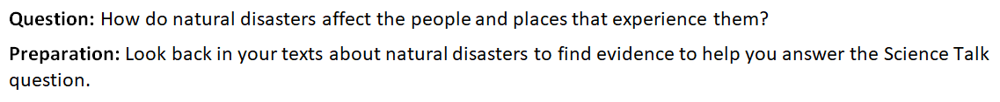 Question: How do natural disasters affect the people and places that experience them?
Preparation: Look back in your texts about natural disasters to find evidence to help you answer the Science Talk
question.